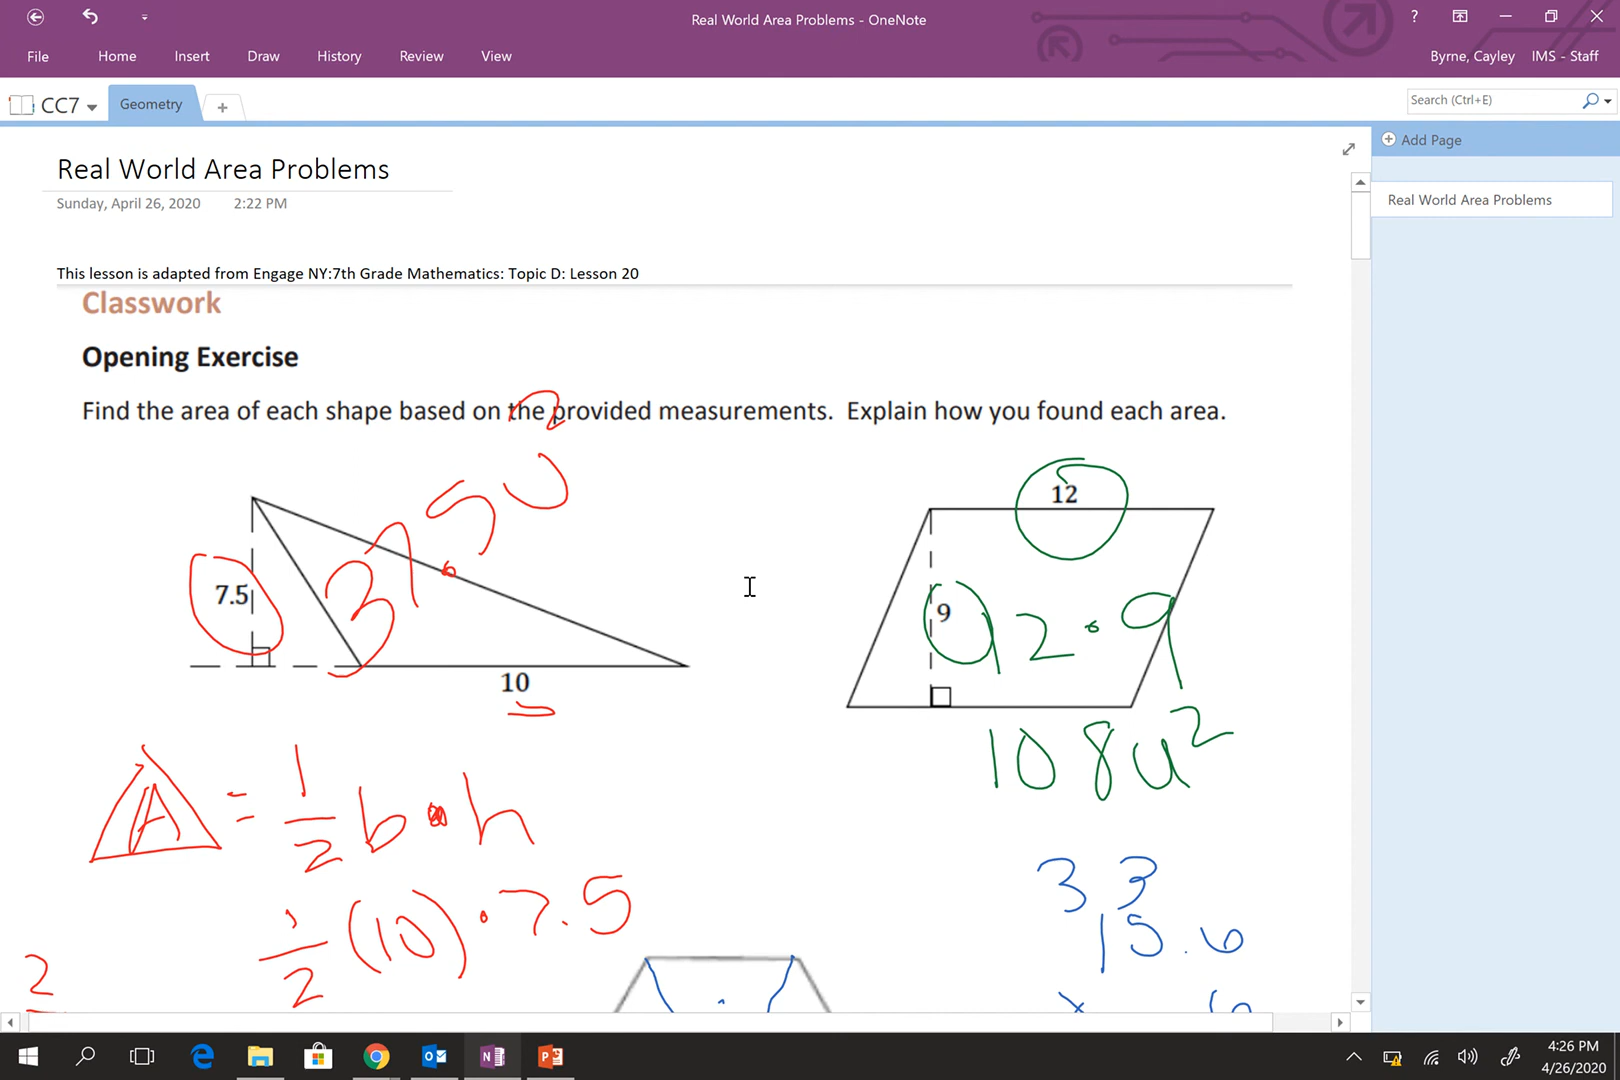 Real World Area Problems - OneNote
?
File Home Insert Draw History Review View
Byrne, Cayley IMS - Staff
CC7 Geometry +
Search (Ctrl+E)
Add Page
Real World Area Problems
Real World Area Problems
Sunday, April 26, 2020 2:22 PM
This lesson is adapted from Engage NY:7th Grade Mathematics: Topic D: Lesson 20
Classwork
Opening Exercise
Find the area of each shape based on the provided measurements. Explain how you found each area.
7.5
10
37.5 U²
12
9
12 · 9
108u²
A = 1/2 b · h
1/2 (10) · 7.5
2
3 3
15.6
x 6
4:26 PM
4/26/2020